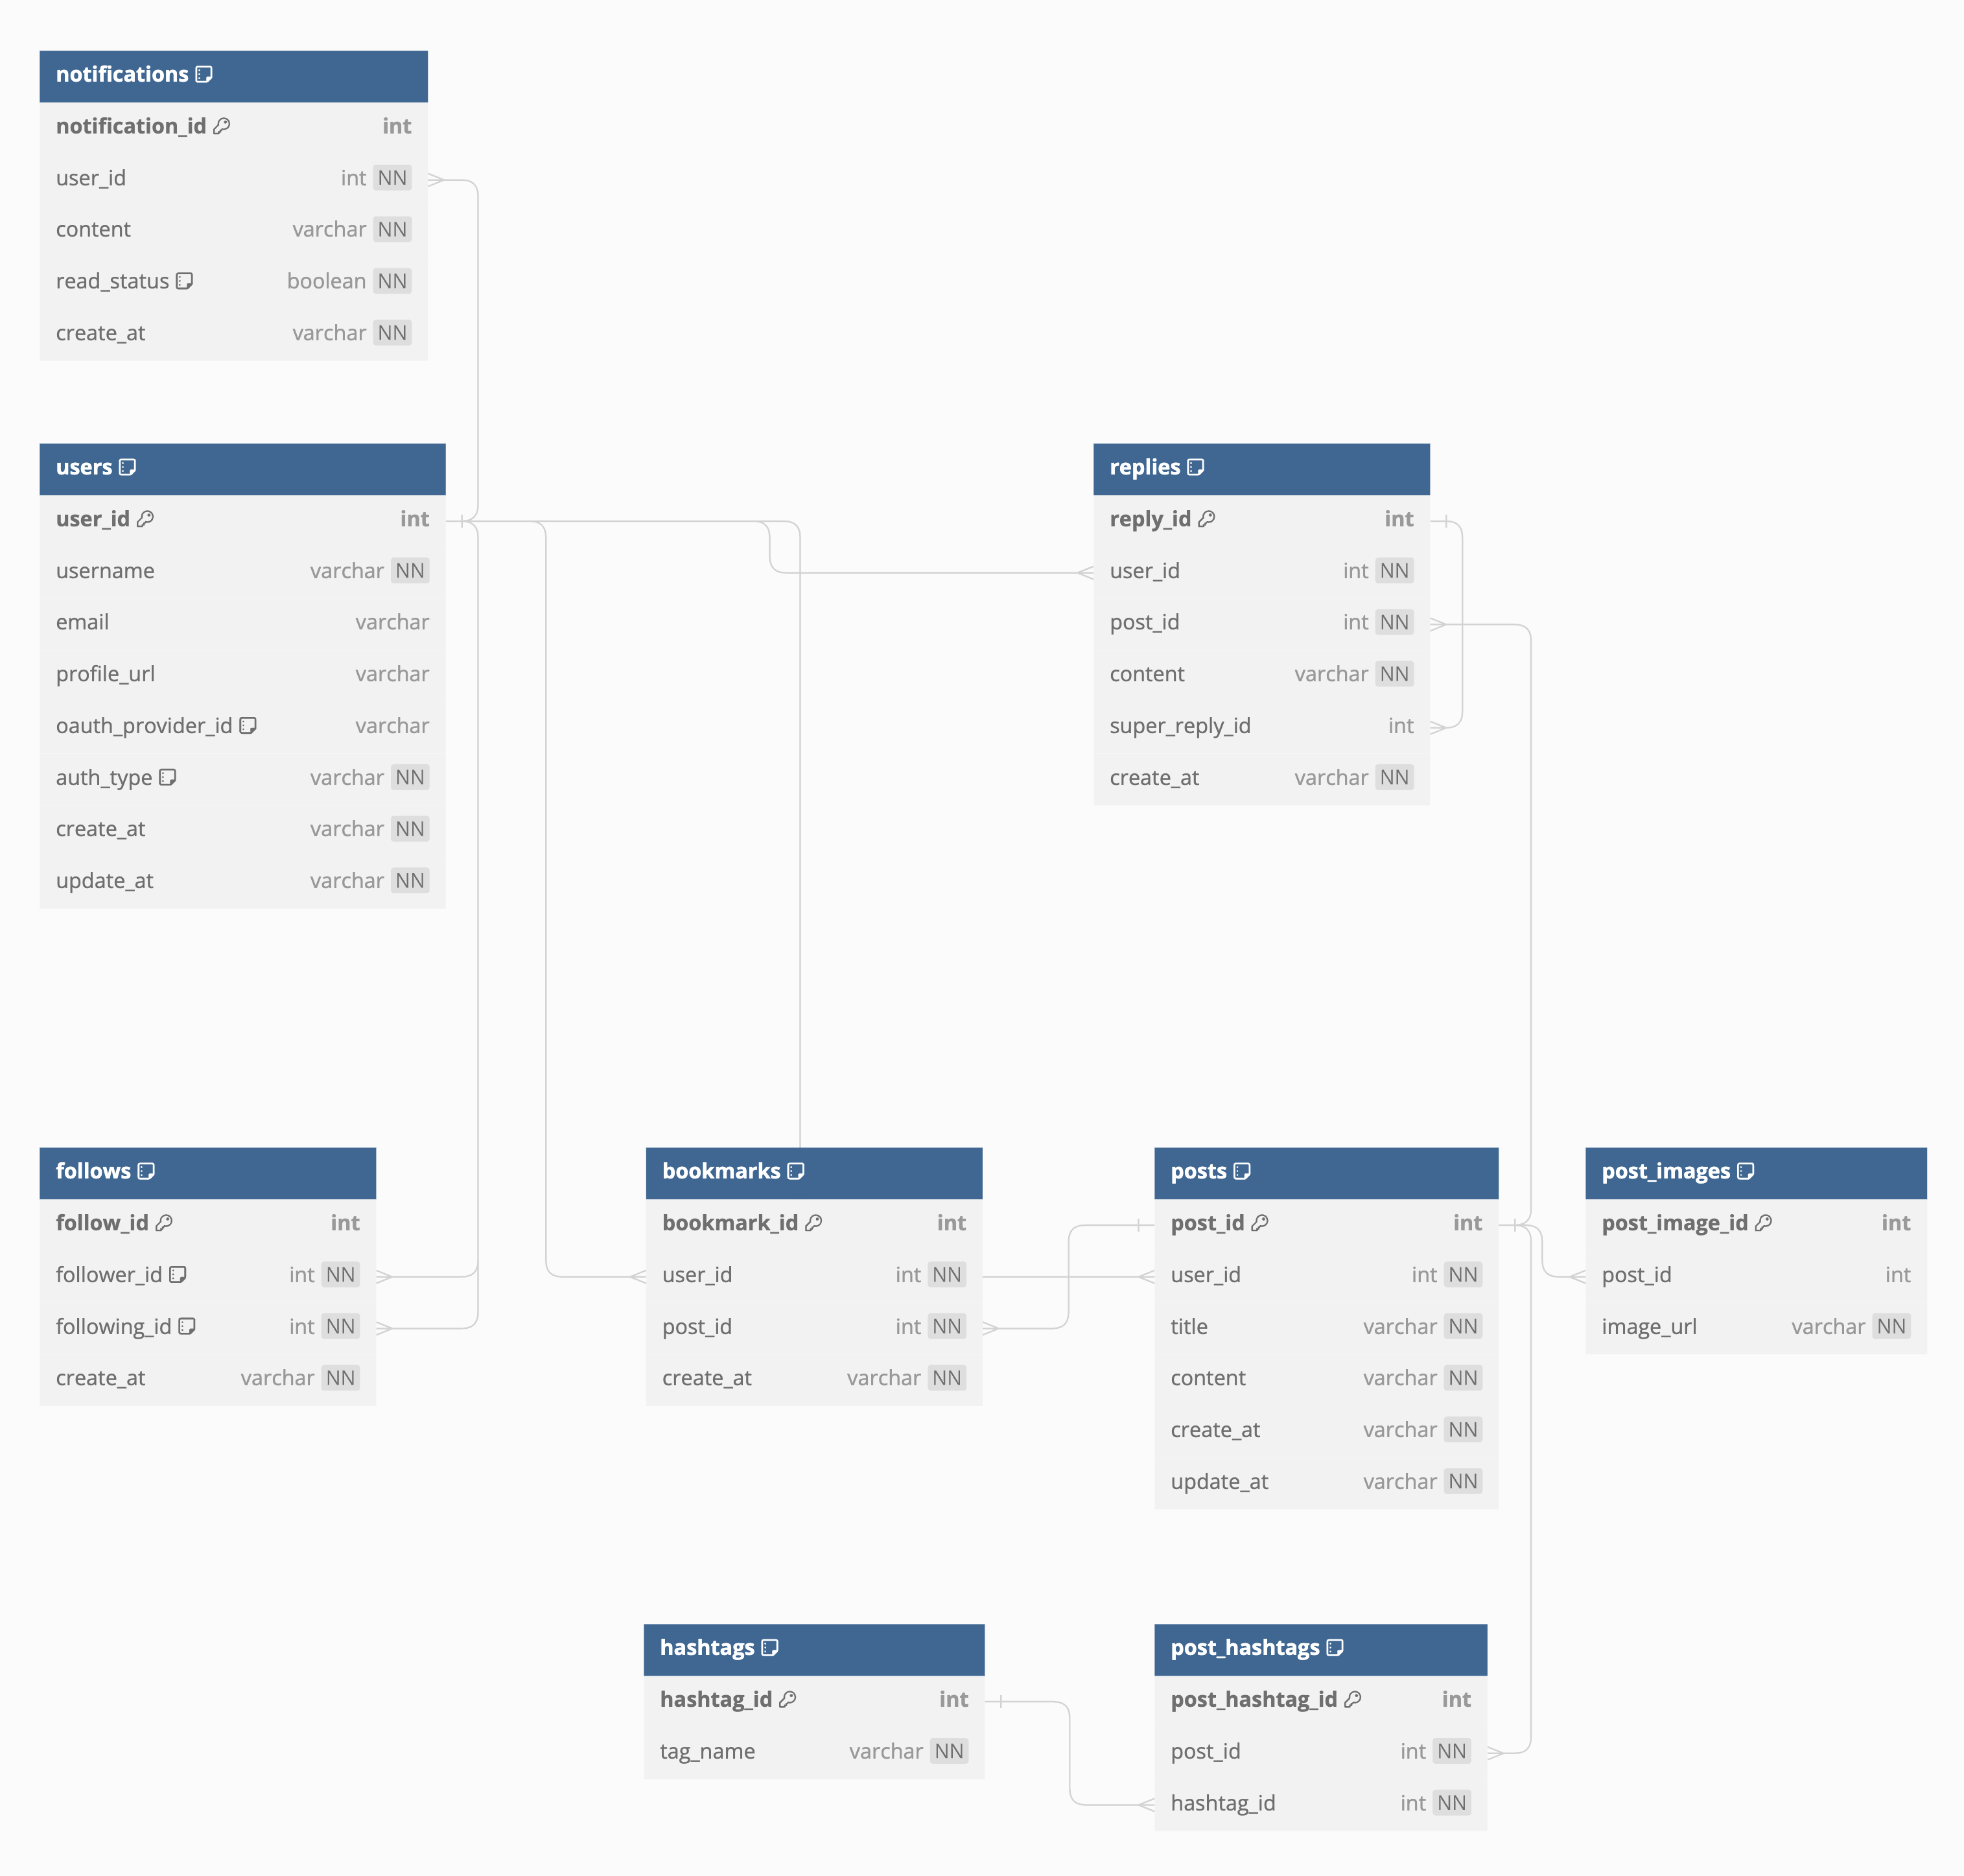 notifications
notification_id int
user_id int NN
content varchar NN
read_status boolean NN
create_at varchar NN
users
user_id int
username varchar NN
email varchar
profile_url varchar
oauth_provider_id varchar
auth_type varchar NN
create_at varchar NN
update_at varchar NN
replies
reply_id int
user_id int NN
post_id int NN
content varchar NN
super_reply_id int
create_at varchar NN
follows
follow_id int
follower_id int NN
following_id int NN
create_at varchar NN
bookmarks
bookmark_id int
user_id int NN
post_id int NN
create_at varchar NN
posts
post_id int
user_id int NN
title varchar NN
content varchar NN
create_at varchar NN
update_at varchar NN
post_images
post_image_id int
post_id int
image_url varchar NN
hashtags
hashtag_id int
tag_name varchar NN
post_hashtags
post_hashtag_id int
post_id int NN
hashtag_id int NN